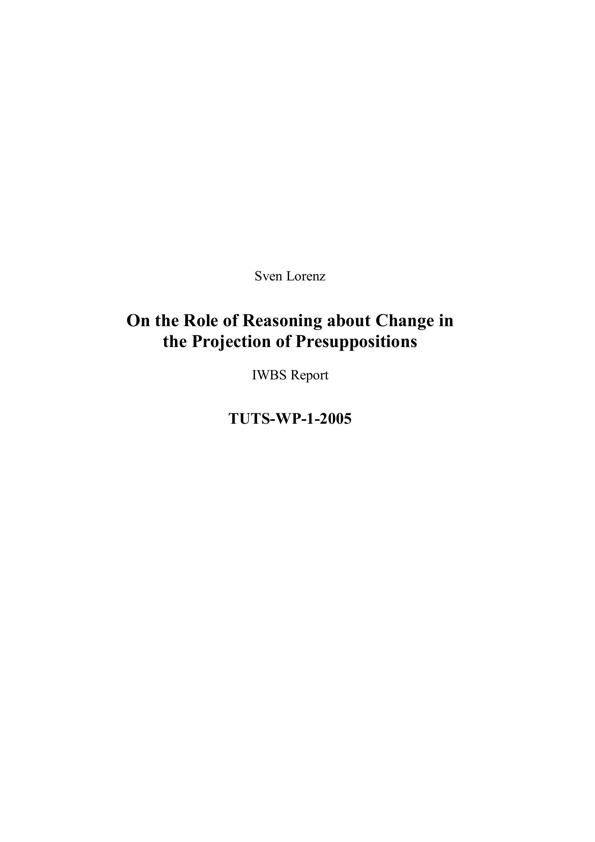 Sven Lorenz
On the Role of Reasoning about Change in
the Projection of Presuppositions
IWBS Report
TUTS-WP-1-2005